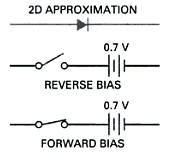 2D APPROXIMATION
0.7 V
REVERSE BIAS
0.7 V
FORWARD BIAS